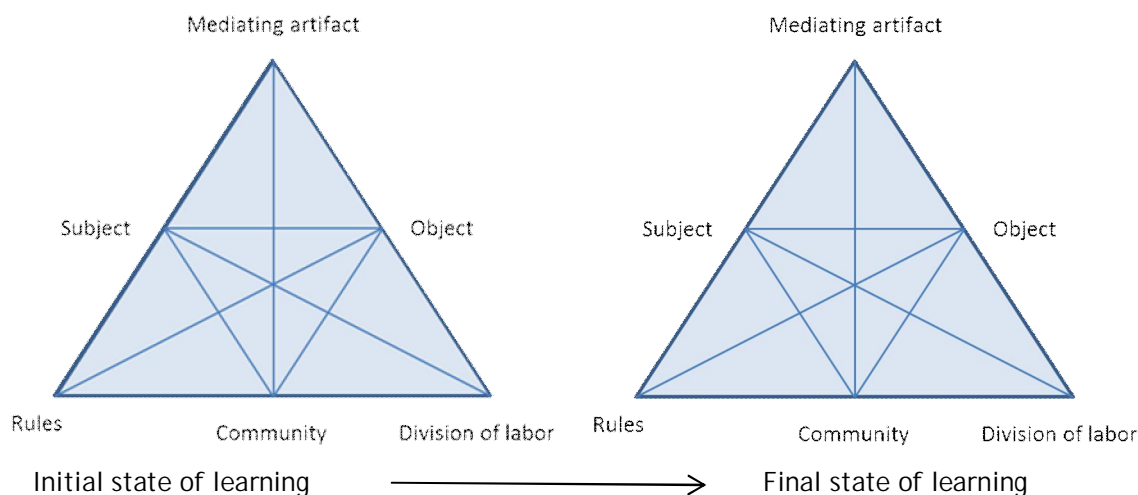 Mediating artifact
Mediating artifact
Subject
Object
Subject
Object
Rules
Community
Division of labor
Rules
Community
Division of labor
Initial state of learning
Final state of learning